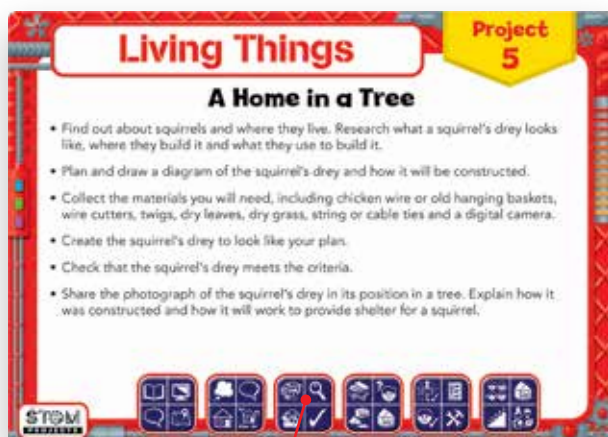 Project
5
Living Things
A Home in a Tree
• Find out about squirrels and where they live. Research what a squirrel's drey looks
like, where they build it and what they use to build it.
• Plan and draw a diagram of the squirrel's drey and how it will be constructed.
• Collect the materials you will need, including chicken wire or old hanging baskets,
wire cutters, twigs, dry leaves, dry grass, string or cable ties and a digital camera.
• Create the squirrel's drey to look like your plan.
• Check that the squirrel's drey meets the criteria.
• Share the photograph of the squirrel's drey in its position in a tree. Explain how it
was constructed and how it will work to provide shelter for a squirrel.
STEM
PROJECTS